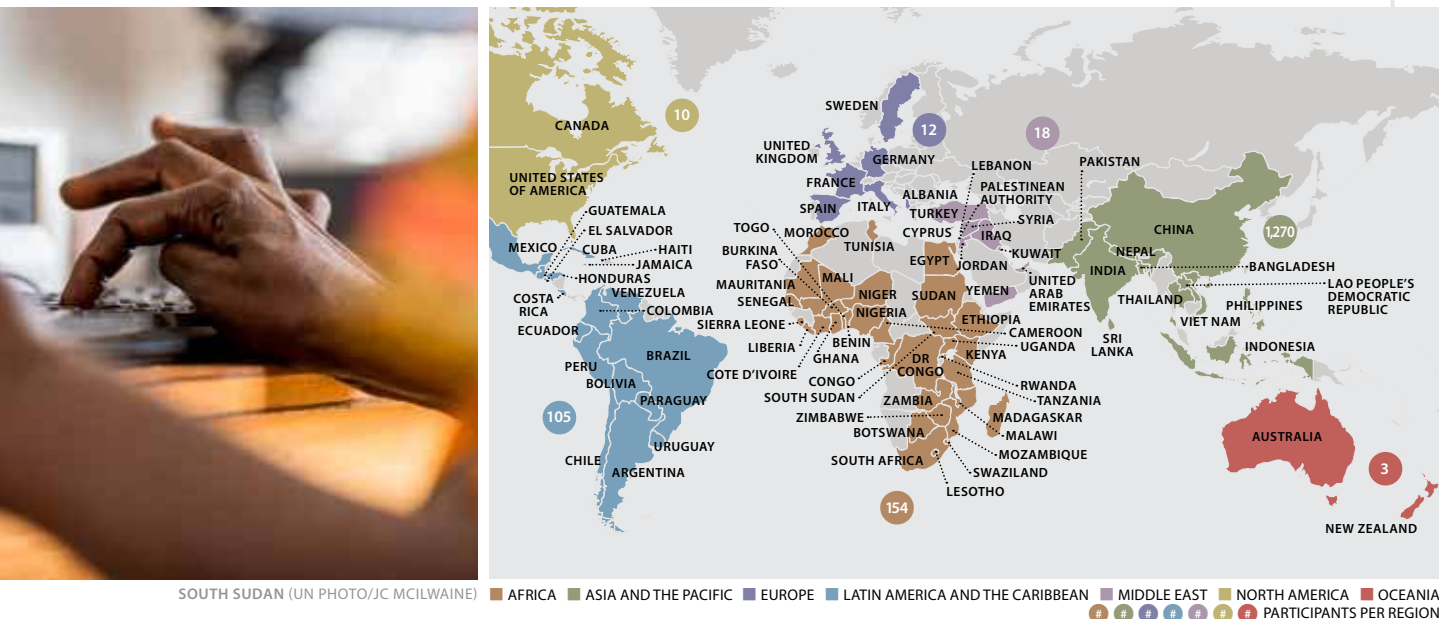 CANADA
10
UNITED STATES
OF AMERICA
GUATEMALA
EL SALVADOR
MEXICO
CUBA
HAITI
JAMAICA
HONDURAS
COSTA
RICA
VENEZUELA
COLOMBIA
ECUADOR
PERU
BRAZIL
BOLIVIA
PARAGUAY
105
URUGUAY
CHILE
ARGENTINA
SWEDEN
12
18
UNITED
KINGDOM
GERMANY
FRANCE
SPAIN
ITALY
ALBANIA
TURKEY
CYPRUS
LEBANON
PALESTINEAN
AUTHORITY
SYRIA
IRAQ
KUWAIT
JORDAN
UNITED
ARAB
EMIRATES
YEMEN
TOGO
MOROCCO
TUNISIA
BURKINA
FASO
EGYPT
MAURITANIA
MALI
SENEGAL
NIGER
SUDAN
NIGERIA
SIERRA LEONE
ETHIOPIA
LIBERIA
BENIN
CAMEROON
GHANA
UGANDA
COTE D’IVOIRE
DR
CONGO
KENYA
CONGO
SOUTH SUDAN
RWANDA
TANZANIA
ZAMBIA
ZIMBABWE
MADAGASKAR
BOTSWANA
MALAWI
MOZAMBIQUE
SOUTH AFRICA
SWAZILAND
LESOTHO
154
PAKISTAN
CHINA
1,270
NEPAL
INDIA
BANGLADESH
LAO PEOPLE’S
DEMOCRATIC
REPUBLIC
THAILAND
PHILIPPINES
VIET NAM
SRI
LANKA
INDONESIA
AUSTRALIA
3
NEW ZEALAND
SOUTH SUDAN (UN PHOTO/JC MCILWAINE)
AFRICA ASIA AND THE PACIFIC EUROPE LATIN AMERICA AND THE CARIBBEAN MIDDLE EAST NORTH AMERICA OCEANIA
# # # # # # # PARTICIPANTS PER REGION